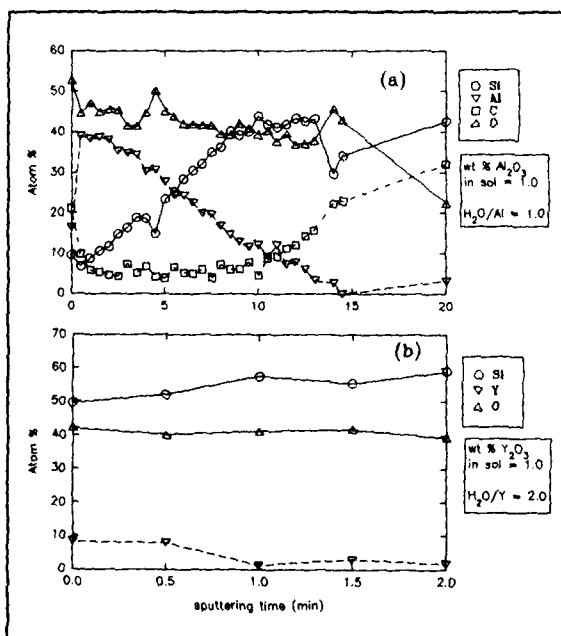 (a)
70
60
50
40
30
20
10
0
Atom %
0
5
10
15
20
Si
Al
C
O
wt % Al₂O₃
in sol = 1.0
H₂O/Al = 1.0
(b)
70
60
50
40
30
20
10
0
Atom %
0.0
0.5
1.0
1.5
2.0
sputtering time (min)
Si
Y
O
wt % Y₂O₃
in sol = 1.0
H₂O/Y = 2.0